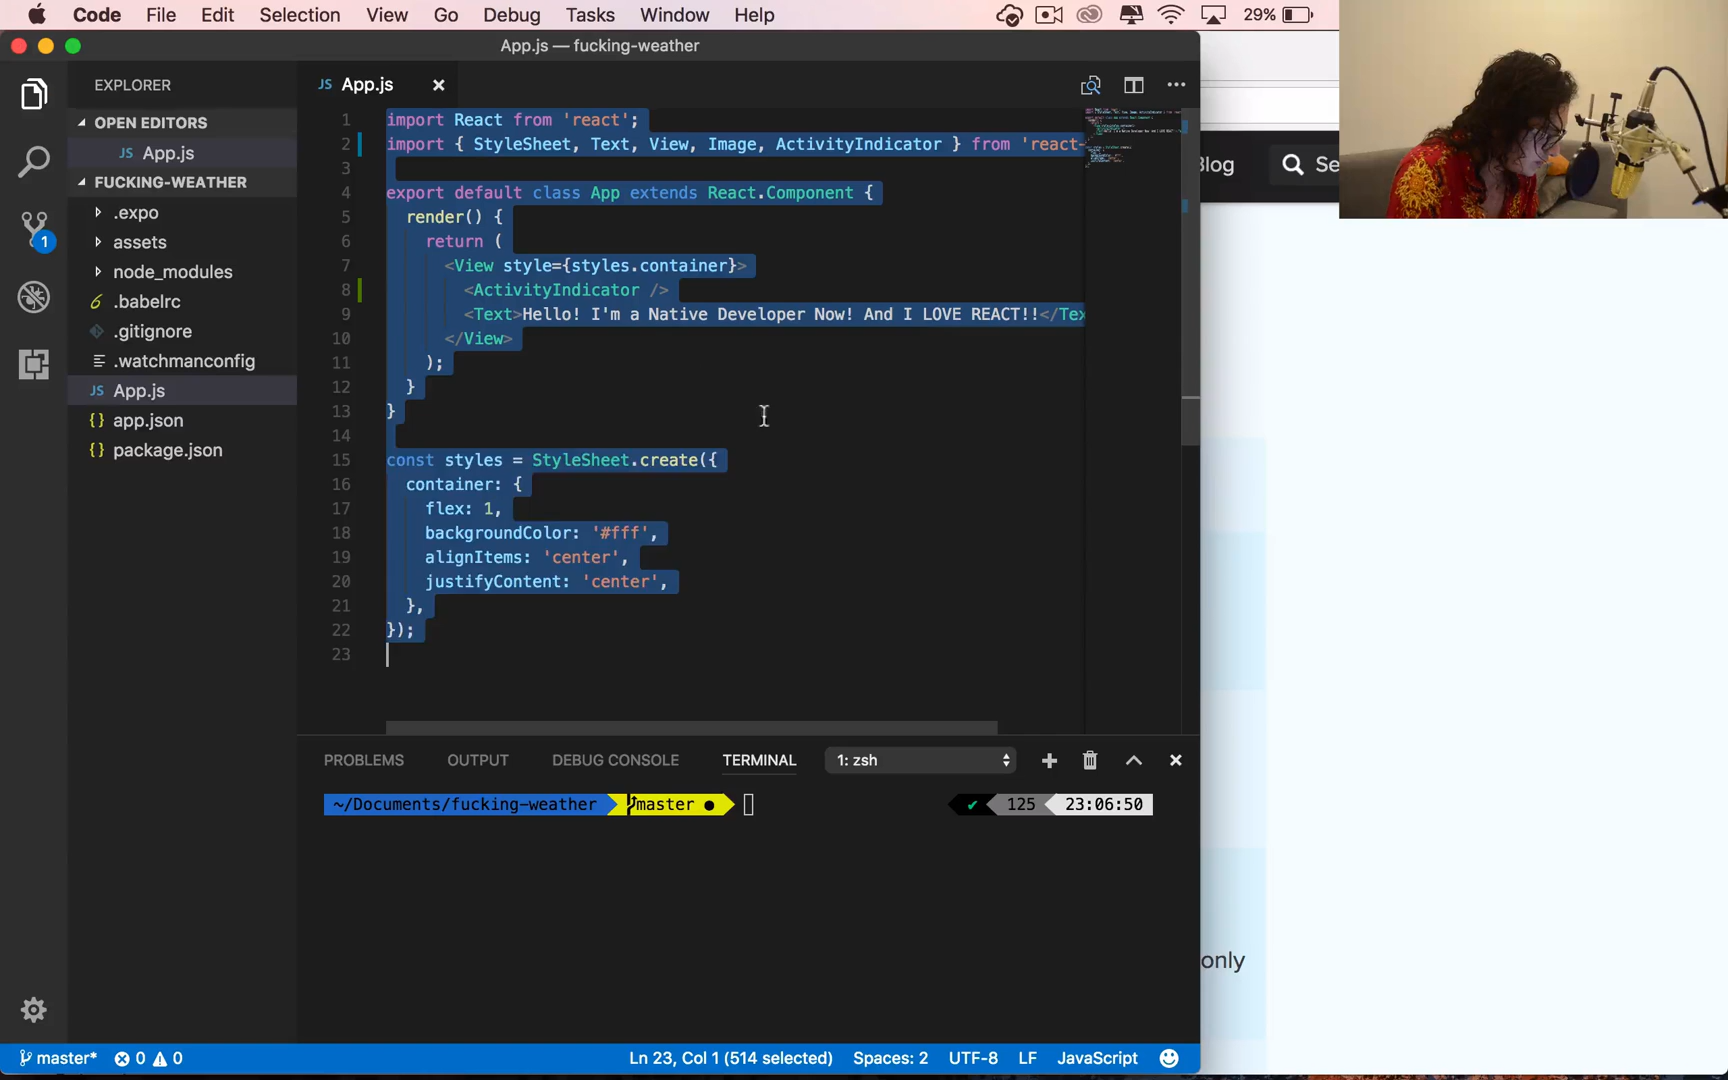 Code File Edit Selection View Go Debug Tasks Window Help 29%
App.js — fucking-weather
EXPLORER
OPEN EDITORS
JS App.js
FUCKING-WEATHER
.expo
assets
node_modules
.babelrc
.gitignore
.watchmanconfig
JS App.js
{} app.json
{} package.json
1
JS App.js
1 import React from 'react';
2 import { StyleSheet, Text, View, Image, ActivityIndicator } from 'react-
3
4 export default class App extends React.Component {
5 render() {
6 return (
7 <View style={styles.container}>
8 <ActivityIndicator />
9 <Text>Hello! I'm a Native Developer Now! And I LOVE REACT!!</Tex
10 </View>
11 );
12 }
13 }
14
15 const styles = StyleSheet.create({
16 container: {
17 flex: 1,
18 backgroundColor: '#fff',
19 alignItems: 'center',
20 justifyContent: 'center',
21 },
22 });
23
PROBLEMS OUTPUT DEBUG CONSOLE TERMINAL 1: zsh
~/Documents/fucking-weather master ● ✔ 125 23:06:50
master* 0 0 Ln 23, Col 1 (514 selected) Spaces: 2 UTF-8 LF JavaScript
Blog Se
only